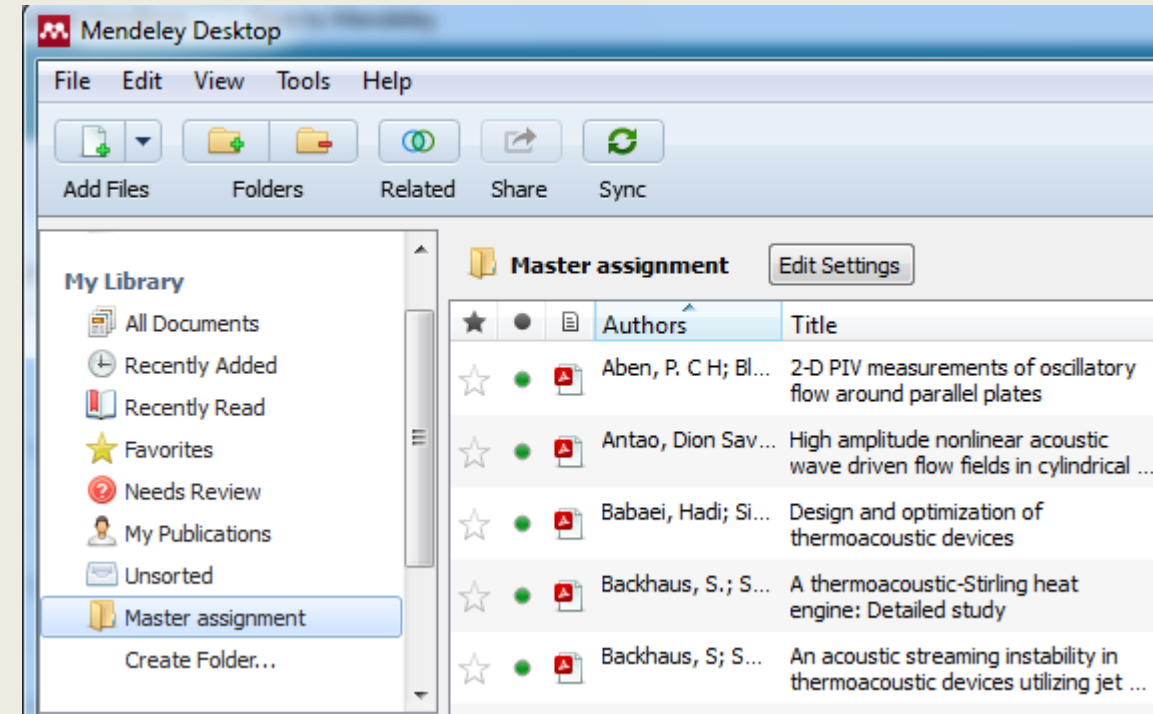 Mendeley Desktop
File Edit View Tools Help
Add Files Folders Related Share Sync
My Library
All Documents
Recently Added
Recently Read
Favorites
Needs Review
My Publications
Unsorted
Master assignment
Create Folder...
Master assignment Edit Settings
Authors Title
Aben, P. C H; Bl... 2-D PIV measurements of oscillatory
flow around parallel plates
Antao, Dion Sav... High amplitude nonlinear acoustic
wave driven flow fields in cylindrical ...
Babaei, Hadi; Si... Design and optimization of
thermoacoustic devices
Backhaus, S.; S... A thermoacoustic-Stirling heat
engine: Detailed study
Backhaus, S; S... An acoustic streaming instability in
thermoacoustic devices utilizing jet ...